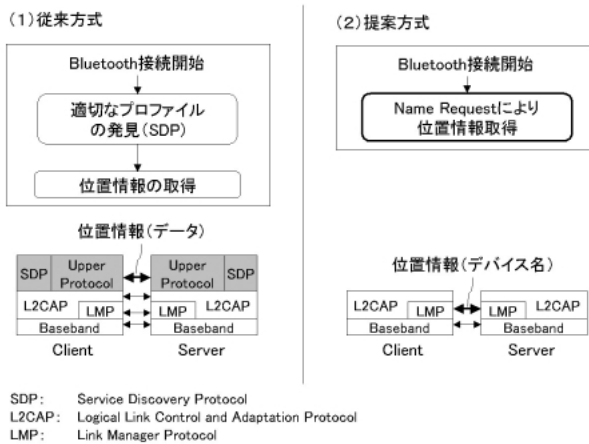 (1)従来方式
Bluetooth接続開始
適切なプロファイル
の発見(SDP)
位置情報の取得
位置情報(データ)
SDP
Upper
Protocol
Upper
Protocol
SDP
L2CAP
LMP
LMP
L2CAP
Baseband
Baseband
Client
Server
(2)提案方式
Bluetooth接続開始
Name Requestにより
位置情報取得
位置情報(デバイス名)
L2CAP
LMP
LMP
L2CAP
Baseband
Baseband
Client
Server
SDP: Service Discovery Protocol
L2CAP: Logical Link Control and Adaptation Protocol
LMP: Link Manager Protocol